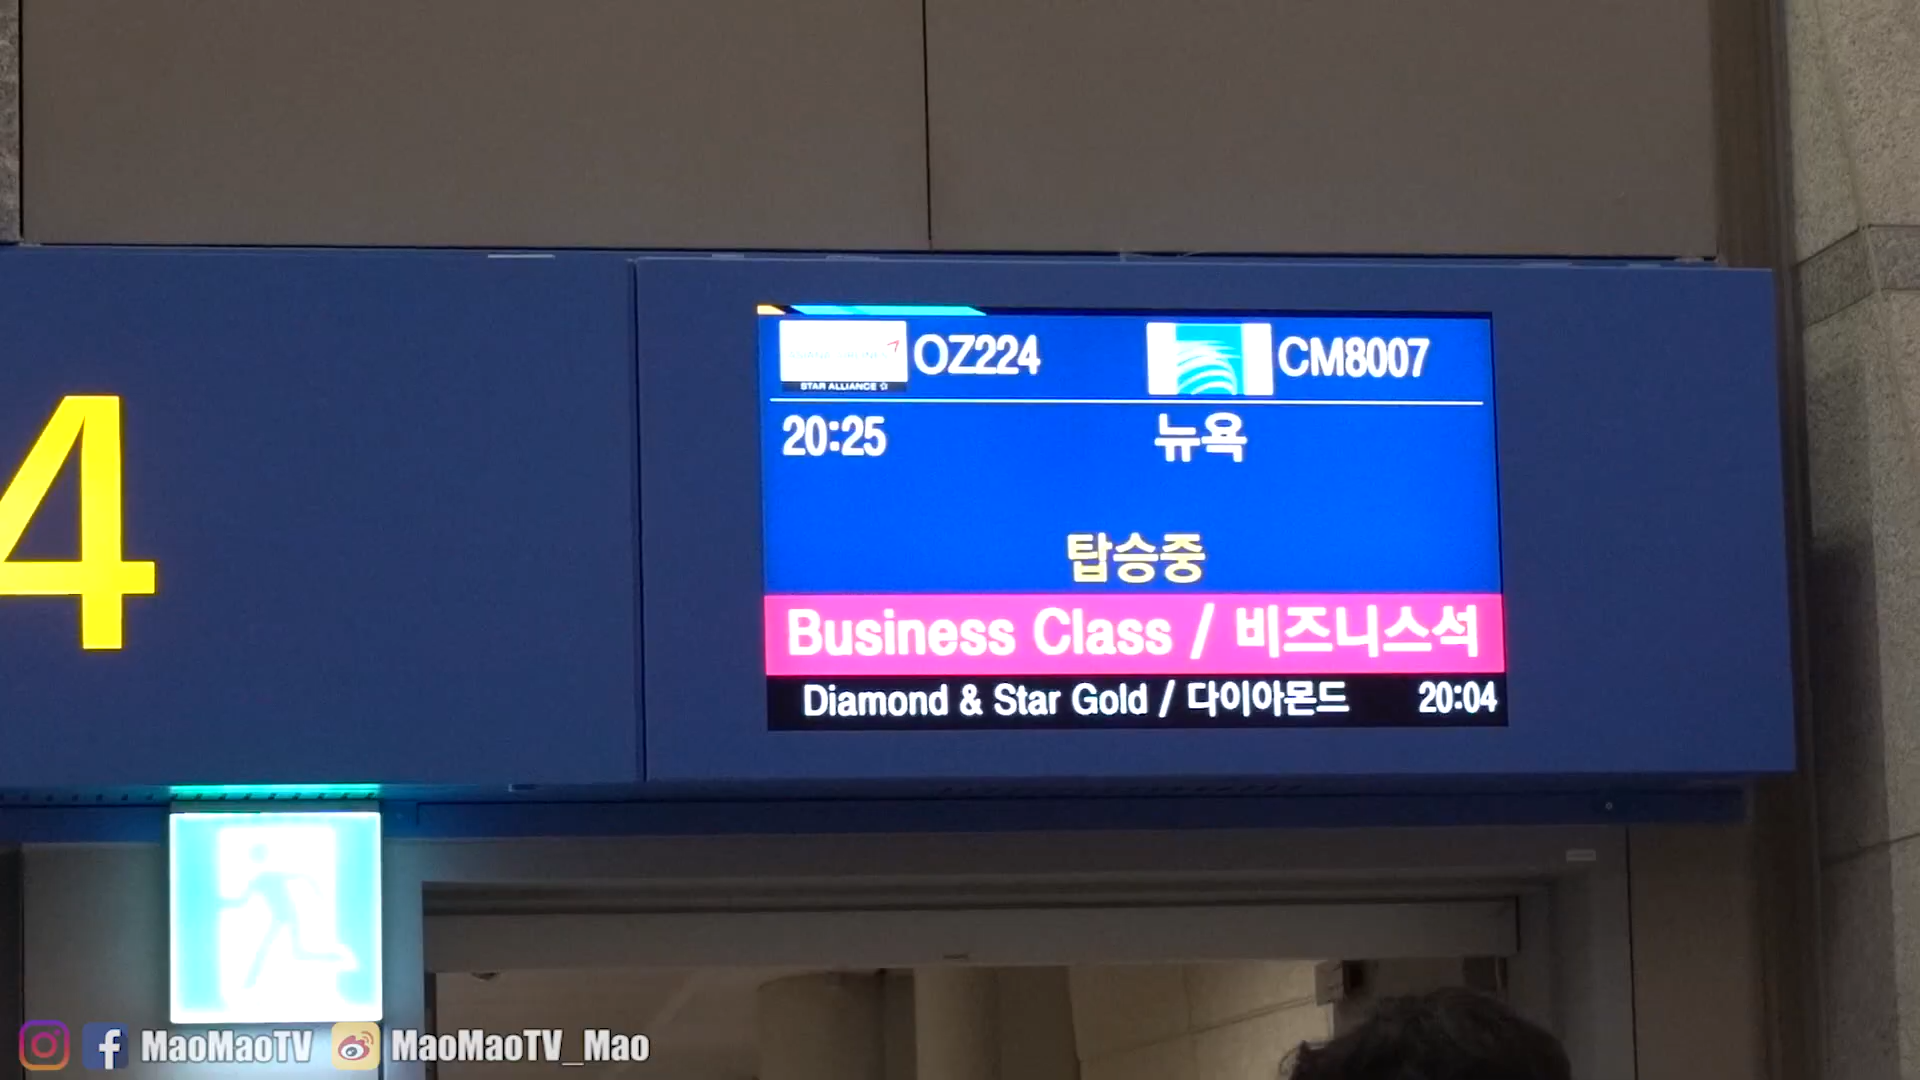 OZ224 CM8007
STAR ALLIANCE
20:25 뉴욕
4
탑승중
Business Class / 비즈니스석
Diamond & Star Gold / 다이아몬드 20:04
MaoMaoTV MaoMaoTV_Mao